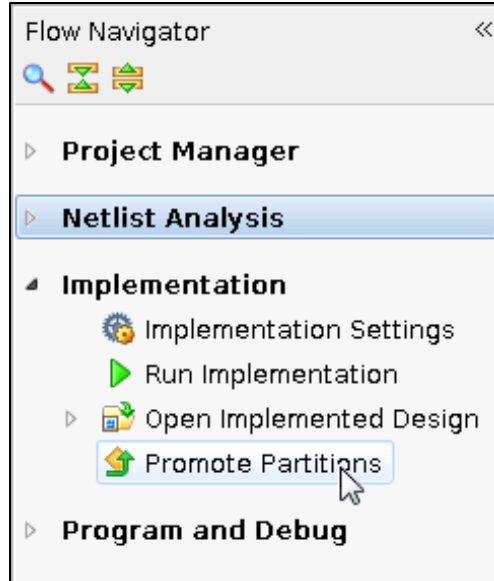 Flow Navigator
Project Manager
Netlist Analysis
Implementation
Implementation Settings
Run Implementation
Open Implemented Design
Promote Partitions
Program and Debug